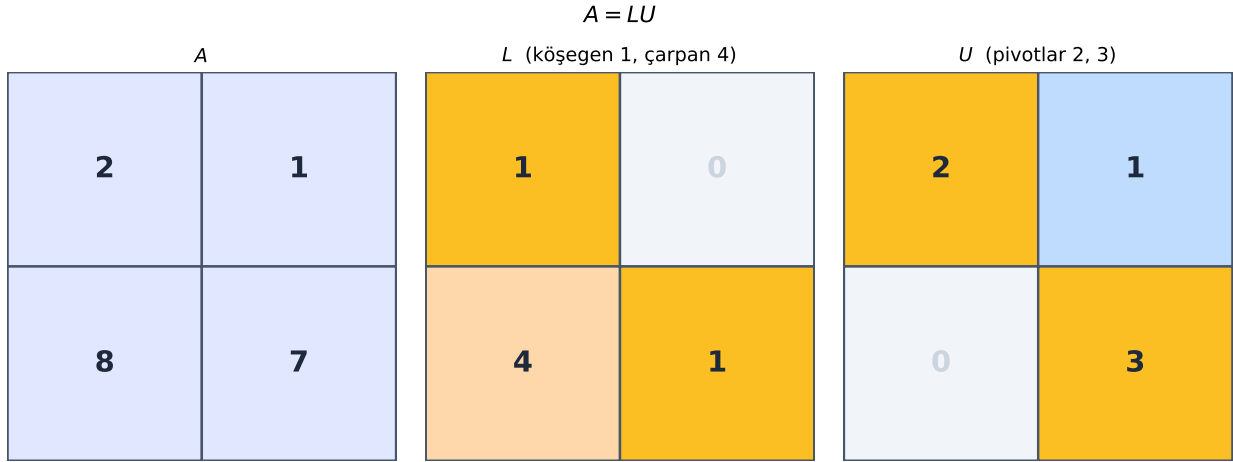 A = LU
A
L (köşegen 1, çarpan 4)
U (pivotlar 2, 3)
2 1 1 0 2 1
8 7 4 1 0 3